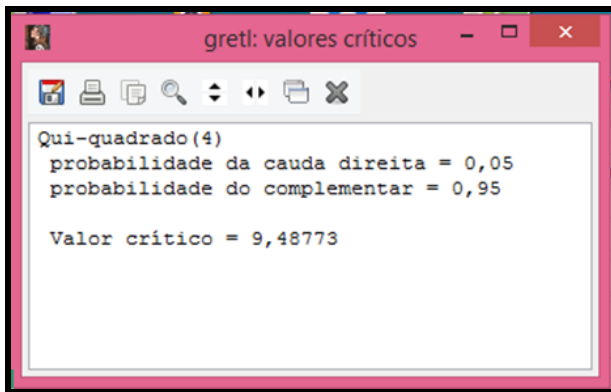 gretl: valores críticos
Qui-quadrado(4)
probabilidade da cauda direita = 0,05
probabilidade do complementar = 0,95
Valor crítico = 9,48773